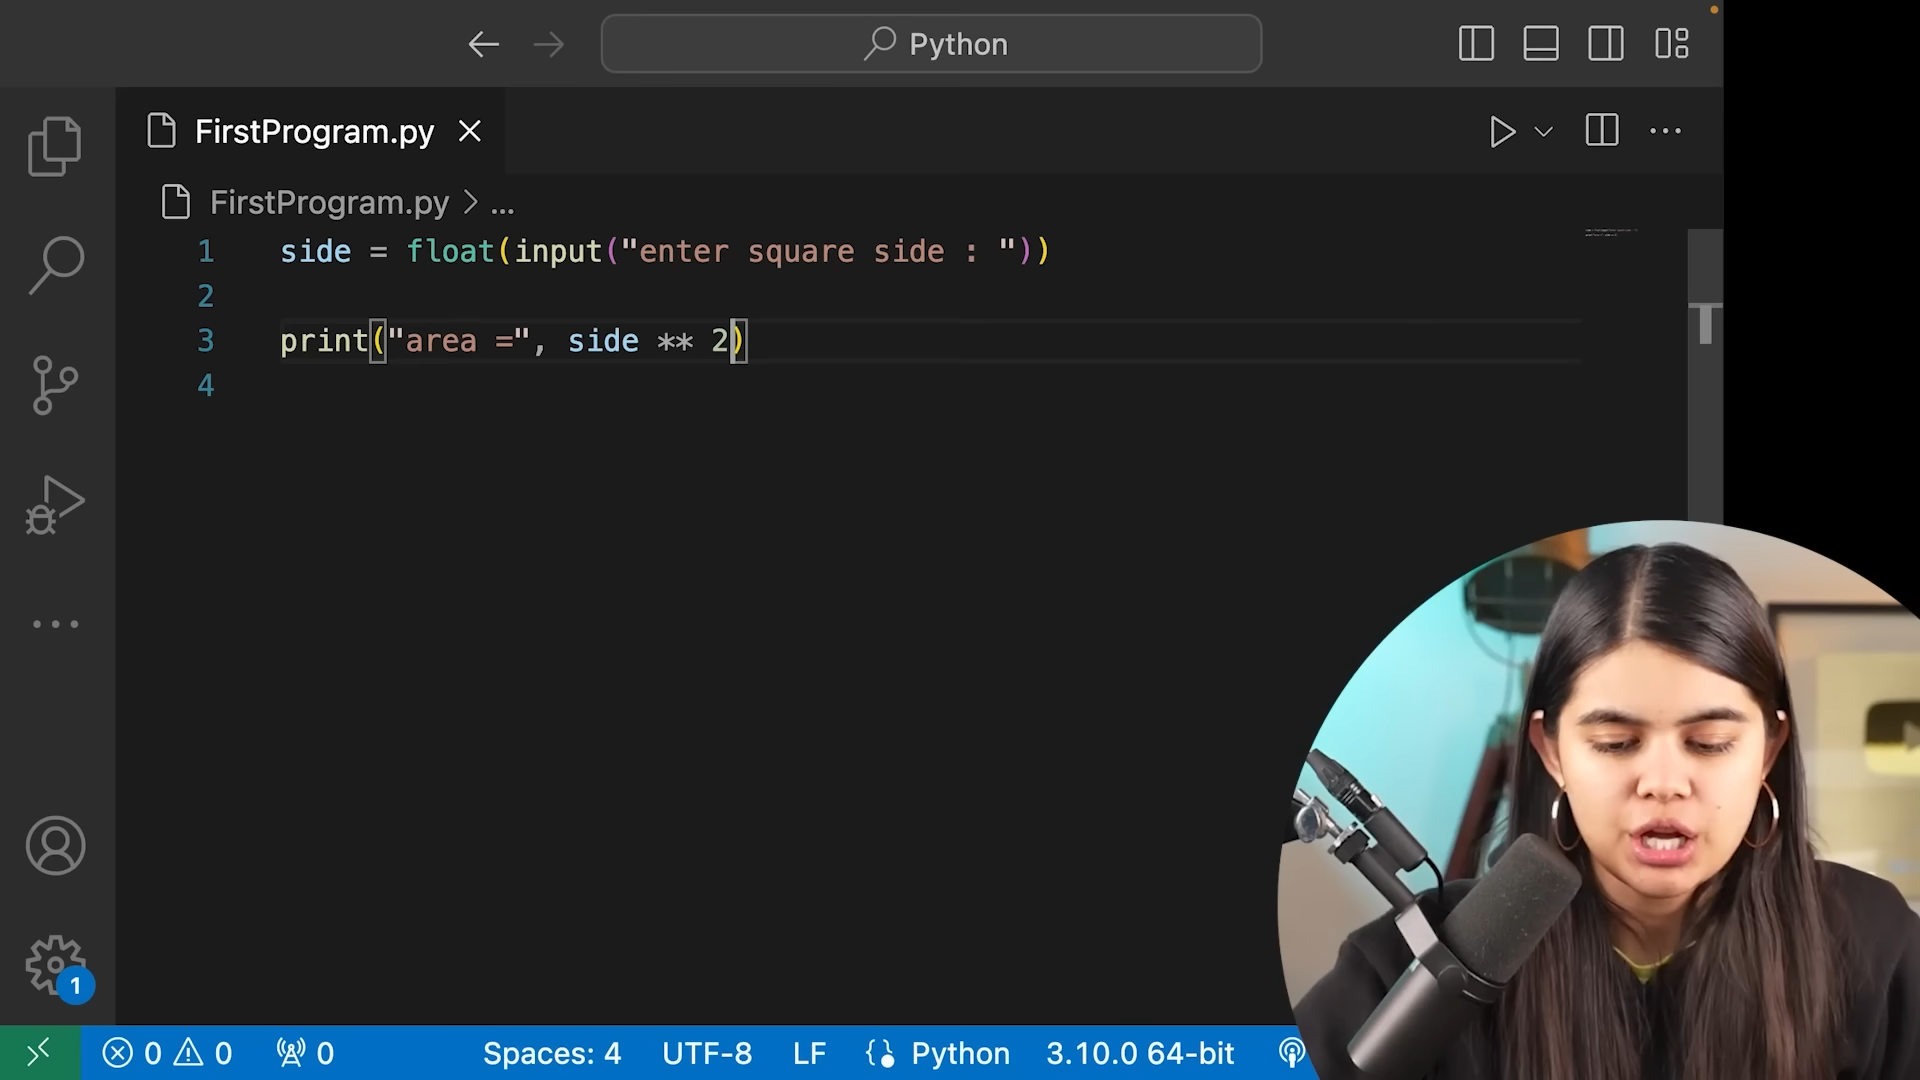 Python
FirstProgram.py
FirstProgram.py > ...
1 side = float(input("enter square side : "))
2
3 print("area =", side ** 2)
4
1
0 0 0 Spaces: 4 UTF-8 LF Python 3.10.0 64-bit